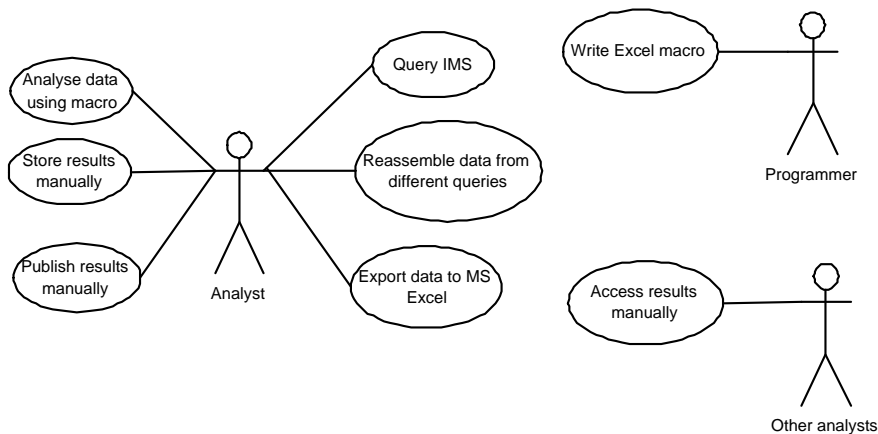 Analyse data
using macro
Store results
manually
Publish results
manually
Analyst
Query IMS
Reassemble data from
different queries
Export data to MS
Excel
Write Excel macro
Programmer
Access results
manually
Other analysts